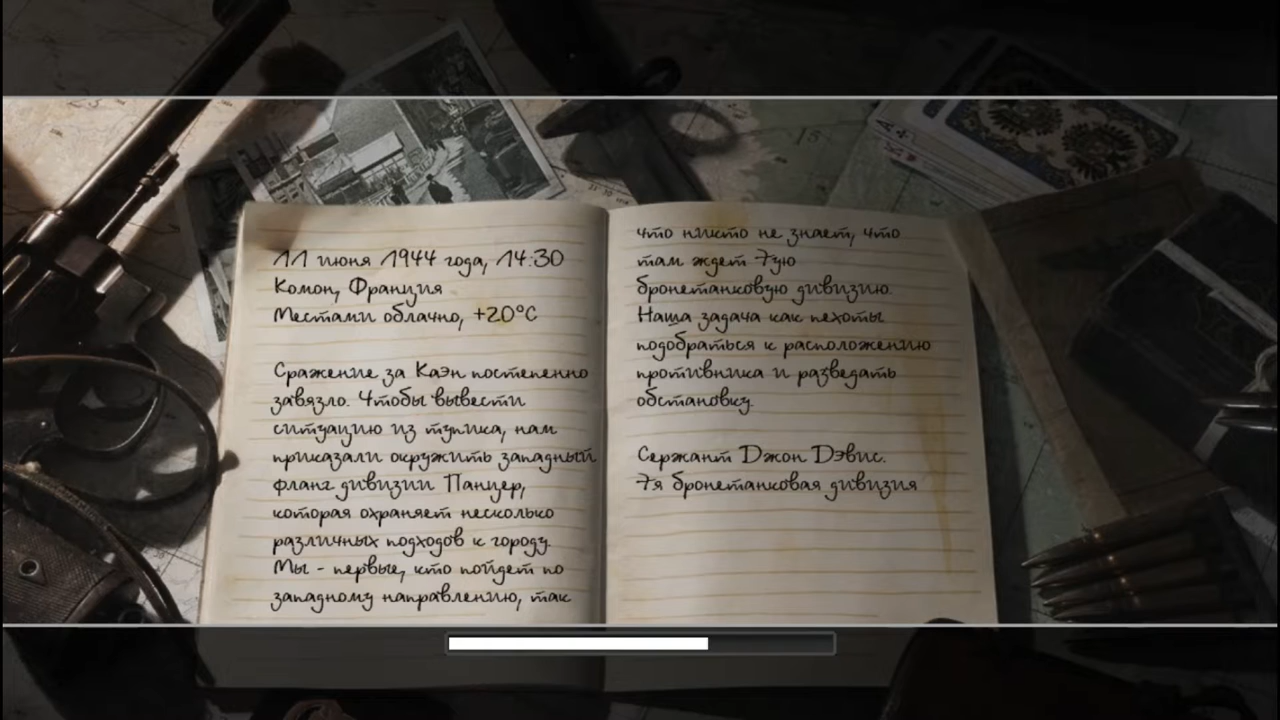 11 июня 1944 года, 14:30
Комон, Франция
Местами облачно, +20°C
Сражение за Каэн постепенно
завязло. Чтобы вывести
ситуацию из тупика, нам
приказали окружить западный
фланг дивизии Панцер,
которая охраняет несколько
различных подходов к городу.
Мы - первые, кто пойдет по
западному направлению, так
что никто не знает, что
там ждет 7ую
бронетанковую дивизию.
Наша задача как пехоты
подобраться к расположению
противника и разведать
обстановку.
Сержант Джон Дэвис.
7я бронетанковая дивизия